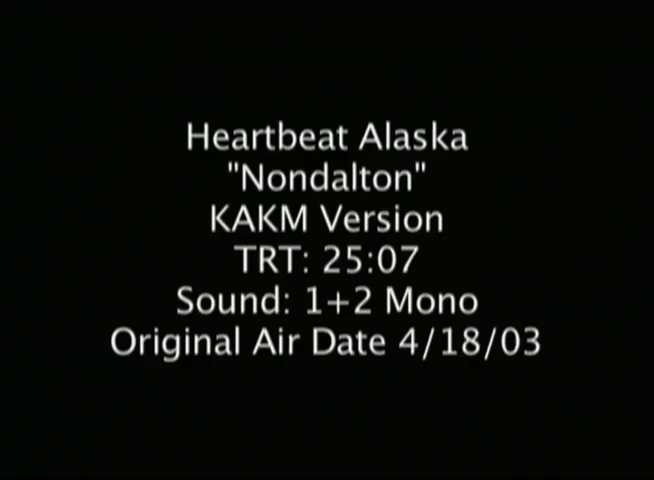 Heartbeat Alaska
"Nondalton"
KAKM Version
TRT: 25:07
Sound: 1+2 Mono
Original Air Date 4/18/03